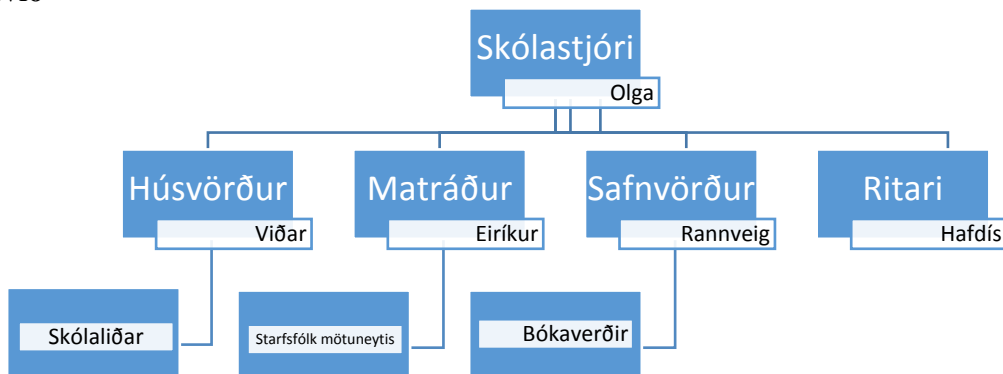 Skólastjóri
Olga
Húsvörður
Viðar
Matráður
Eiríkur
Safnvörður
Rannveig
Ritari
Hafdís
Skólaliðar
Starfsfólk mötuneytis
Bókaverðir